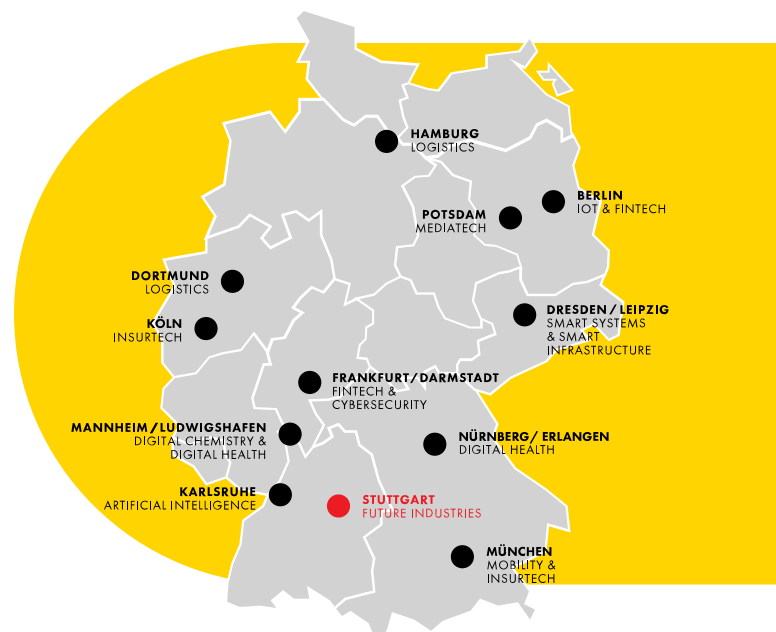 HAMBURG
LOGISTICS
BERLIN
IOT & FINTECH
POTSDAM
MEDIATECH
DORTMUND
LOGISTICS
KÖLN
INSURTECH
DRESDEN / LEIPZIG
SMART SYSTEMS
& SMART
INFRASTRUCTURE
FRANKFURT/DARMSTADT
FINTECH &
CYBERSECURITY
MANNHEIM/LUDWIGSHAFEN
DIGITAL CHEMISTRY &
DIGITAL HEALTH
NÜRNBERG/ ERLANGEN
DIGITAL HEALTH
KARLSRUHE
ARTIFICIAL INTELLIGENCE
STUTTGART
FUTURE INDUSTRIES
MÜNCHEN
MOBILITY &
INSURTECH